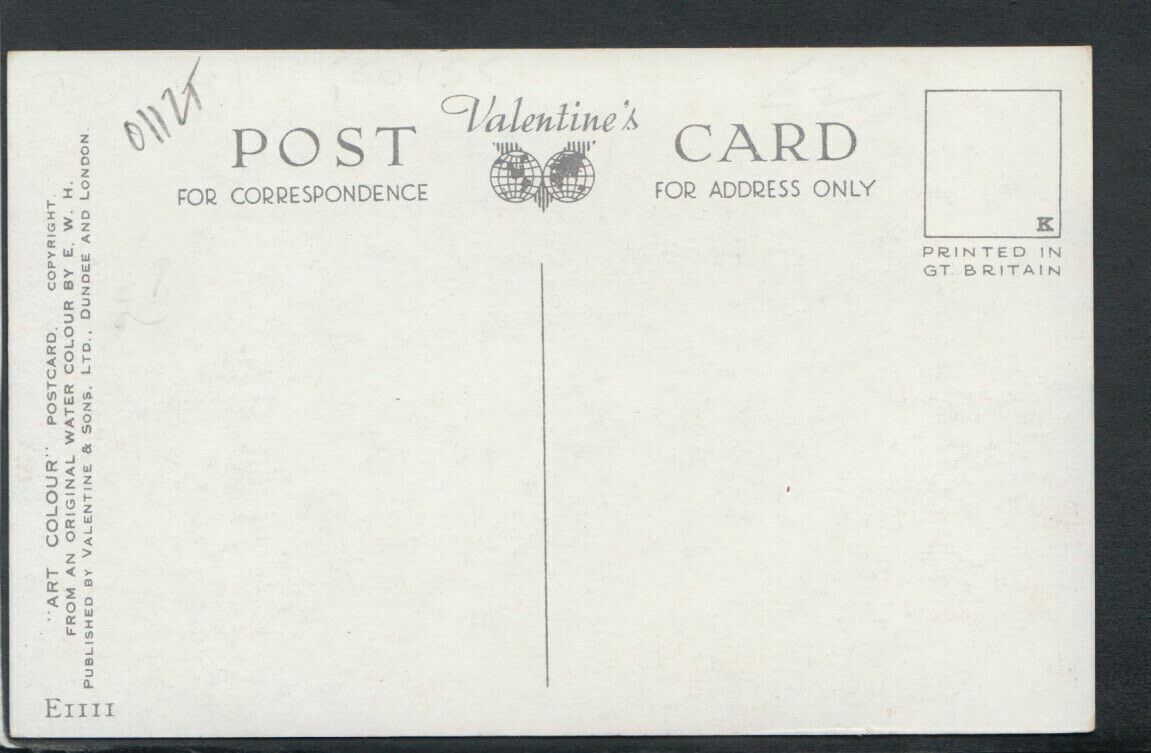 Valentine's
POST CARD
FOR CORRESPONDENCE
FOR ADDRESS ONLY
K
PRINTED IN
GT. BRITAIN
"ART COLOUR" POSTCARD. COPYRIGHT.
FROM AN ORIGINAL WATER COLOUR BY E. W. H.
PUBLISHED BY VALENTINE & SONS, LTD., DUNDEE AND LONDON.
E1111